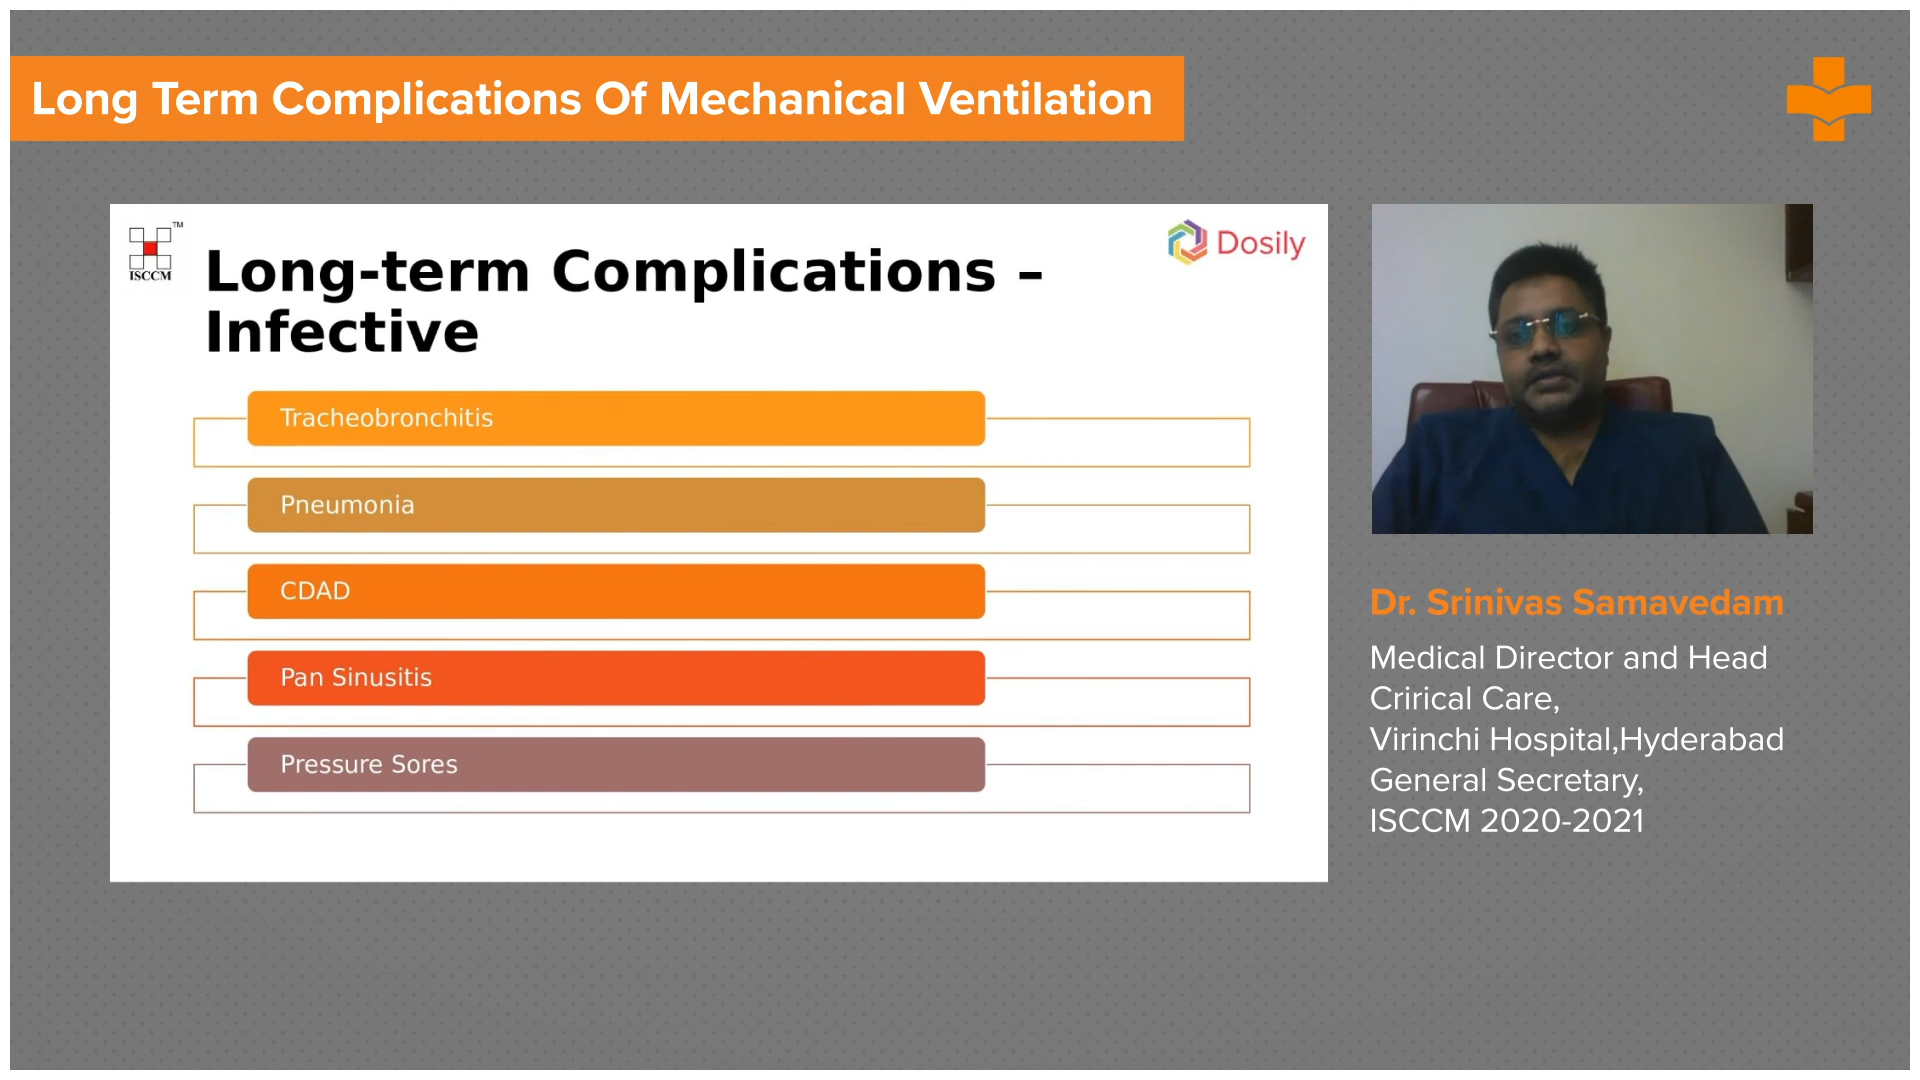 Long Term Complications Of Mechanical Ventilation
TM
ISCCM
Dosily
Long-term Complications –
Infective
Tracheobronchitis
Pneumonia
CDAD
Pan Sinusitis
Pressure Sores
Dr. Srinivas Samavedam
Medical Director and Head
Crirical Care,
Virinchi Hospital,Hyderabad
General Secretary,
ISCCM 2020-2021